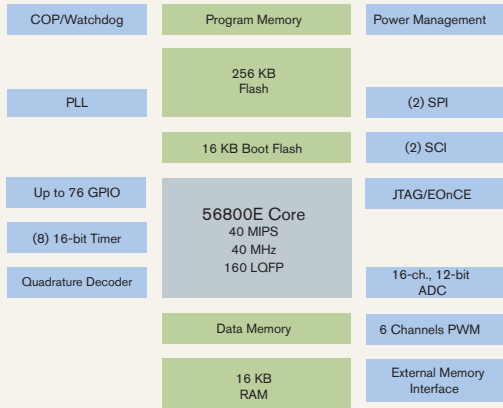 COP/Watchdog
Program Memory
Power Management
256 KB
Flash
PLL
(2) SPI
16 KB Boot Flash
(2) SCI
Up to 76 GPIO
56800E Core
40 MIPS
40 MHz
160 LQFP
JTAG/EOnCE
(8) 16-bit Timer
Quadrature Decoder
16-ch., 12-bit
ADC
Data Memory
6 Channels PWM
16 KB
RAM
External Memory
Interface